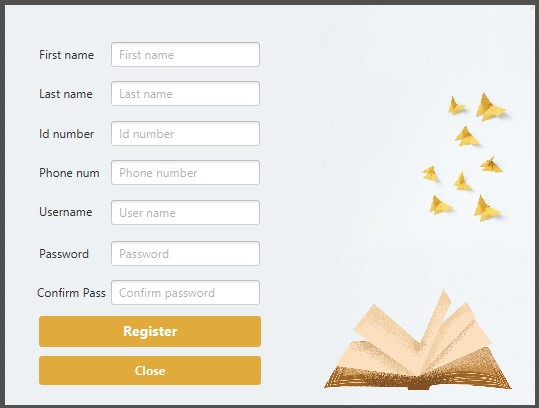 First name First name
Last name Last name
Id number Id number
Phone num Phone number
Username User name
Password Password
Confirm Pass Confirm password
Register
Close